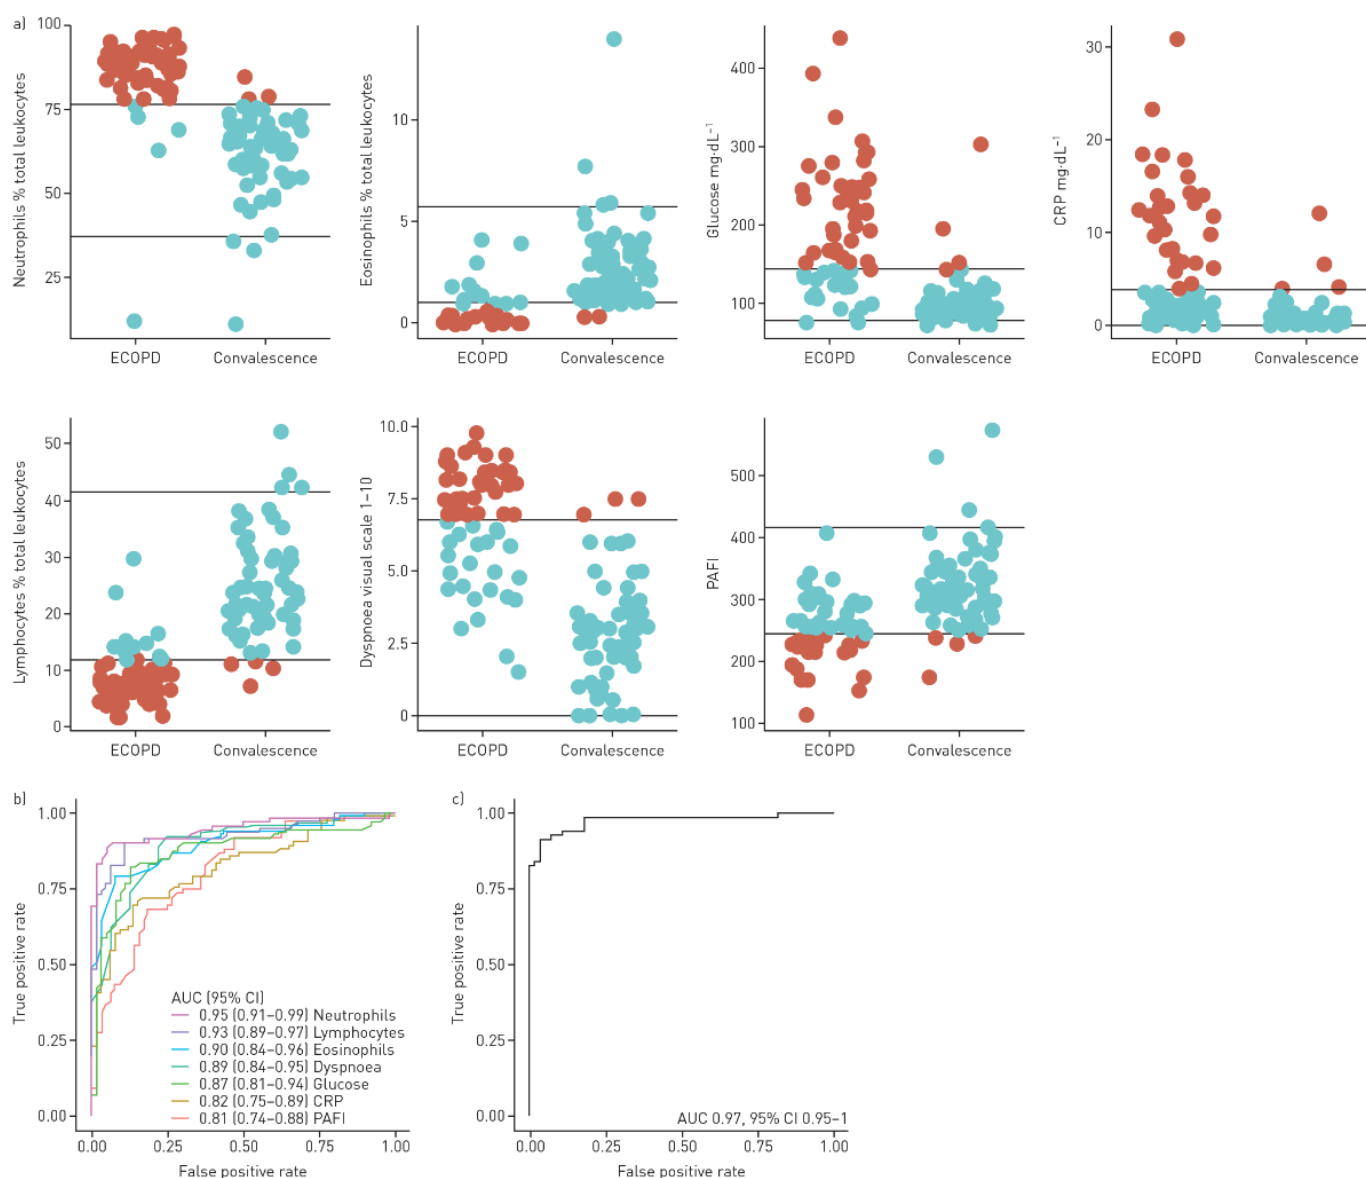 a)
Neutrophils % total leukocytes
100
75
50
25
ECOPD
Convalescence
Eosinophils % total leukocytes
10
5
0
ECOPD
Convalescence
Glucose mg·dL⁻¹
400
300
200
100
ECOPD
Convalescence
CRP mg·dL⁻¹
30
20
10
0
ECOPD
Convalescence
Lymphocytes % total leukocytes
50
40
30
20
10
0
ECOPD
Convalescence
Dyspnoea visual scale 1–10
10.0
7.5
5.0
2.5
0
ECOPD
Convalescence
PAFI
500
400
300
200
100
ECOPD
Convalescence
b)
True positive rate
1.00
0.75
0.50
0.25
0.00
AUC (95% CI)
0.95 (0.91–0.99) Neutrophils
0.93 (0.89–0.97) Lymphocytes
0.90 (0.84–0.96) Eosinophils
0.89 (0.84–0.95) Dyspnoea
0.87 (0.81–0.94) Glucose
0.82 (0.75–0.89) CRP
0.81 (0.74–0.88) PAFI
0.00
0.25
0.50
0.75
1.00
False positive rate
c)
True positive rate
1.00
0.75
0.50
0.25
0.00
AUC 0.97, 95% CI 0.95–1
0.00
0.25
0.50
0.75
1.00
False positive rate